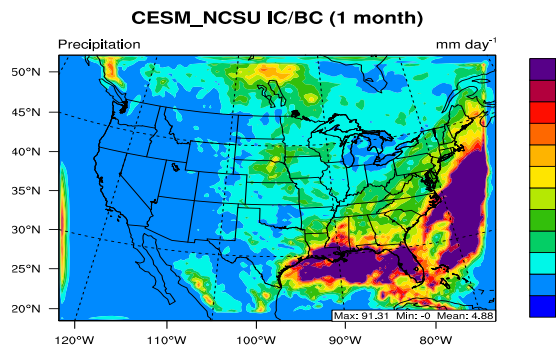 CESM_NCSU IC/BC (1 month)
Precipitation mm day⁻¹
50°N
45°N
40°N
35°N
30°N
25°N
20°N
Max: 91.31 Min: -0 Mean: 4.88
120°W 110°W 100°W 90°W 80°W